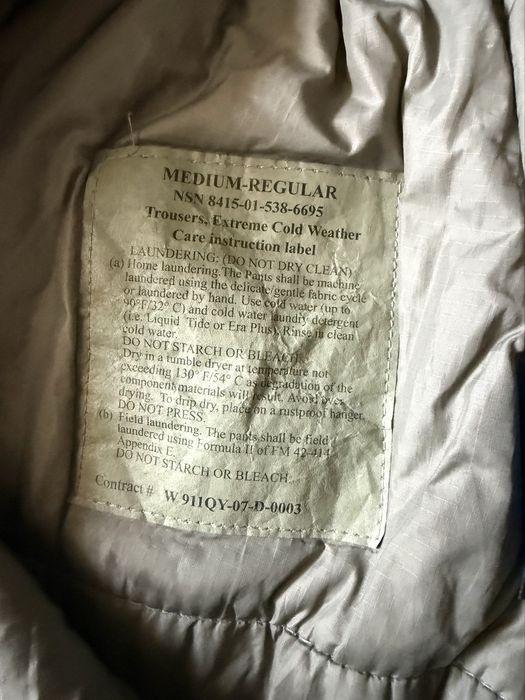 MEDIUM-REGULAR
NSN 8415-01-538-6695
Trousers, Extreme Cold Weather
Care instruction label
LAUNDERING: (DO NOT DRY CLEAN)
(a) Home laundering. The Pants shall be machine
laundered using the delicate/gentle fabric cycle
or laundered by hand. Use cold water (up to
90°F/32° C) and cold water laundry detergent
(i.e. Liquid Tide or Era Plus). Rinse in clean
cold water.
DO NOT STARCH OR BLEACH.
Dry in a tumble dryer at temperature not
exceeding 130° F/54° C as degradation of the
component materials will result. Avoid over
drying. To drip dry, place on a rustproof hanger.
DO NOT PRESS.
(b) Field laundering. The pants shall be field
laundered using Formula II of FM 42-414
Appendix E.
DO NOT STARCH OR BLEACH.
Contract # W 911QY-07-D-0003